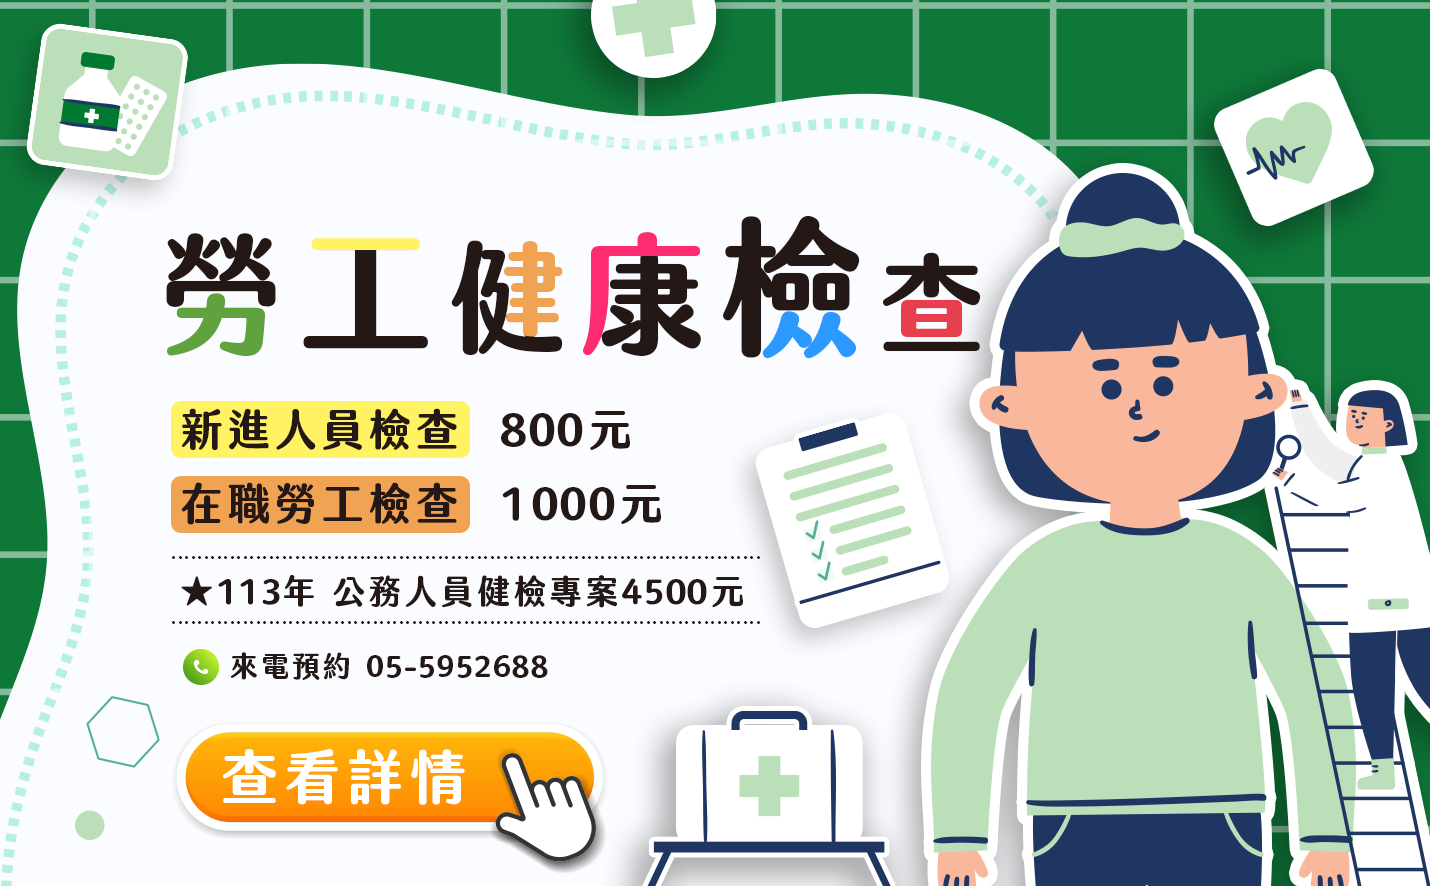 勞工健康檢查
新進人員檢查 800元
在職勞工檢查 1000元
★113年 公務人員健檢專案4500元
來電預約 05-5952688
查看詳情